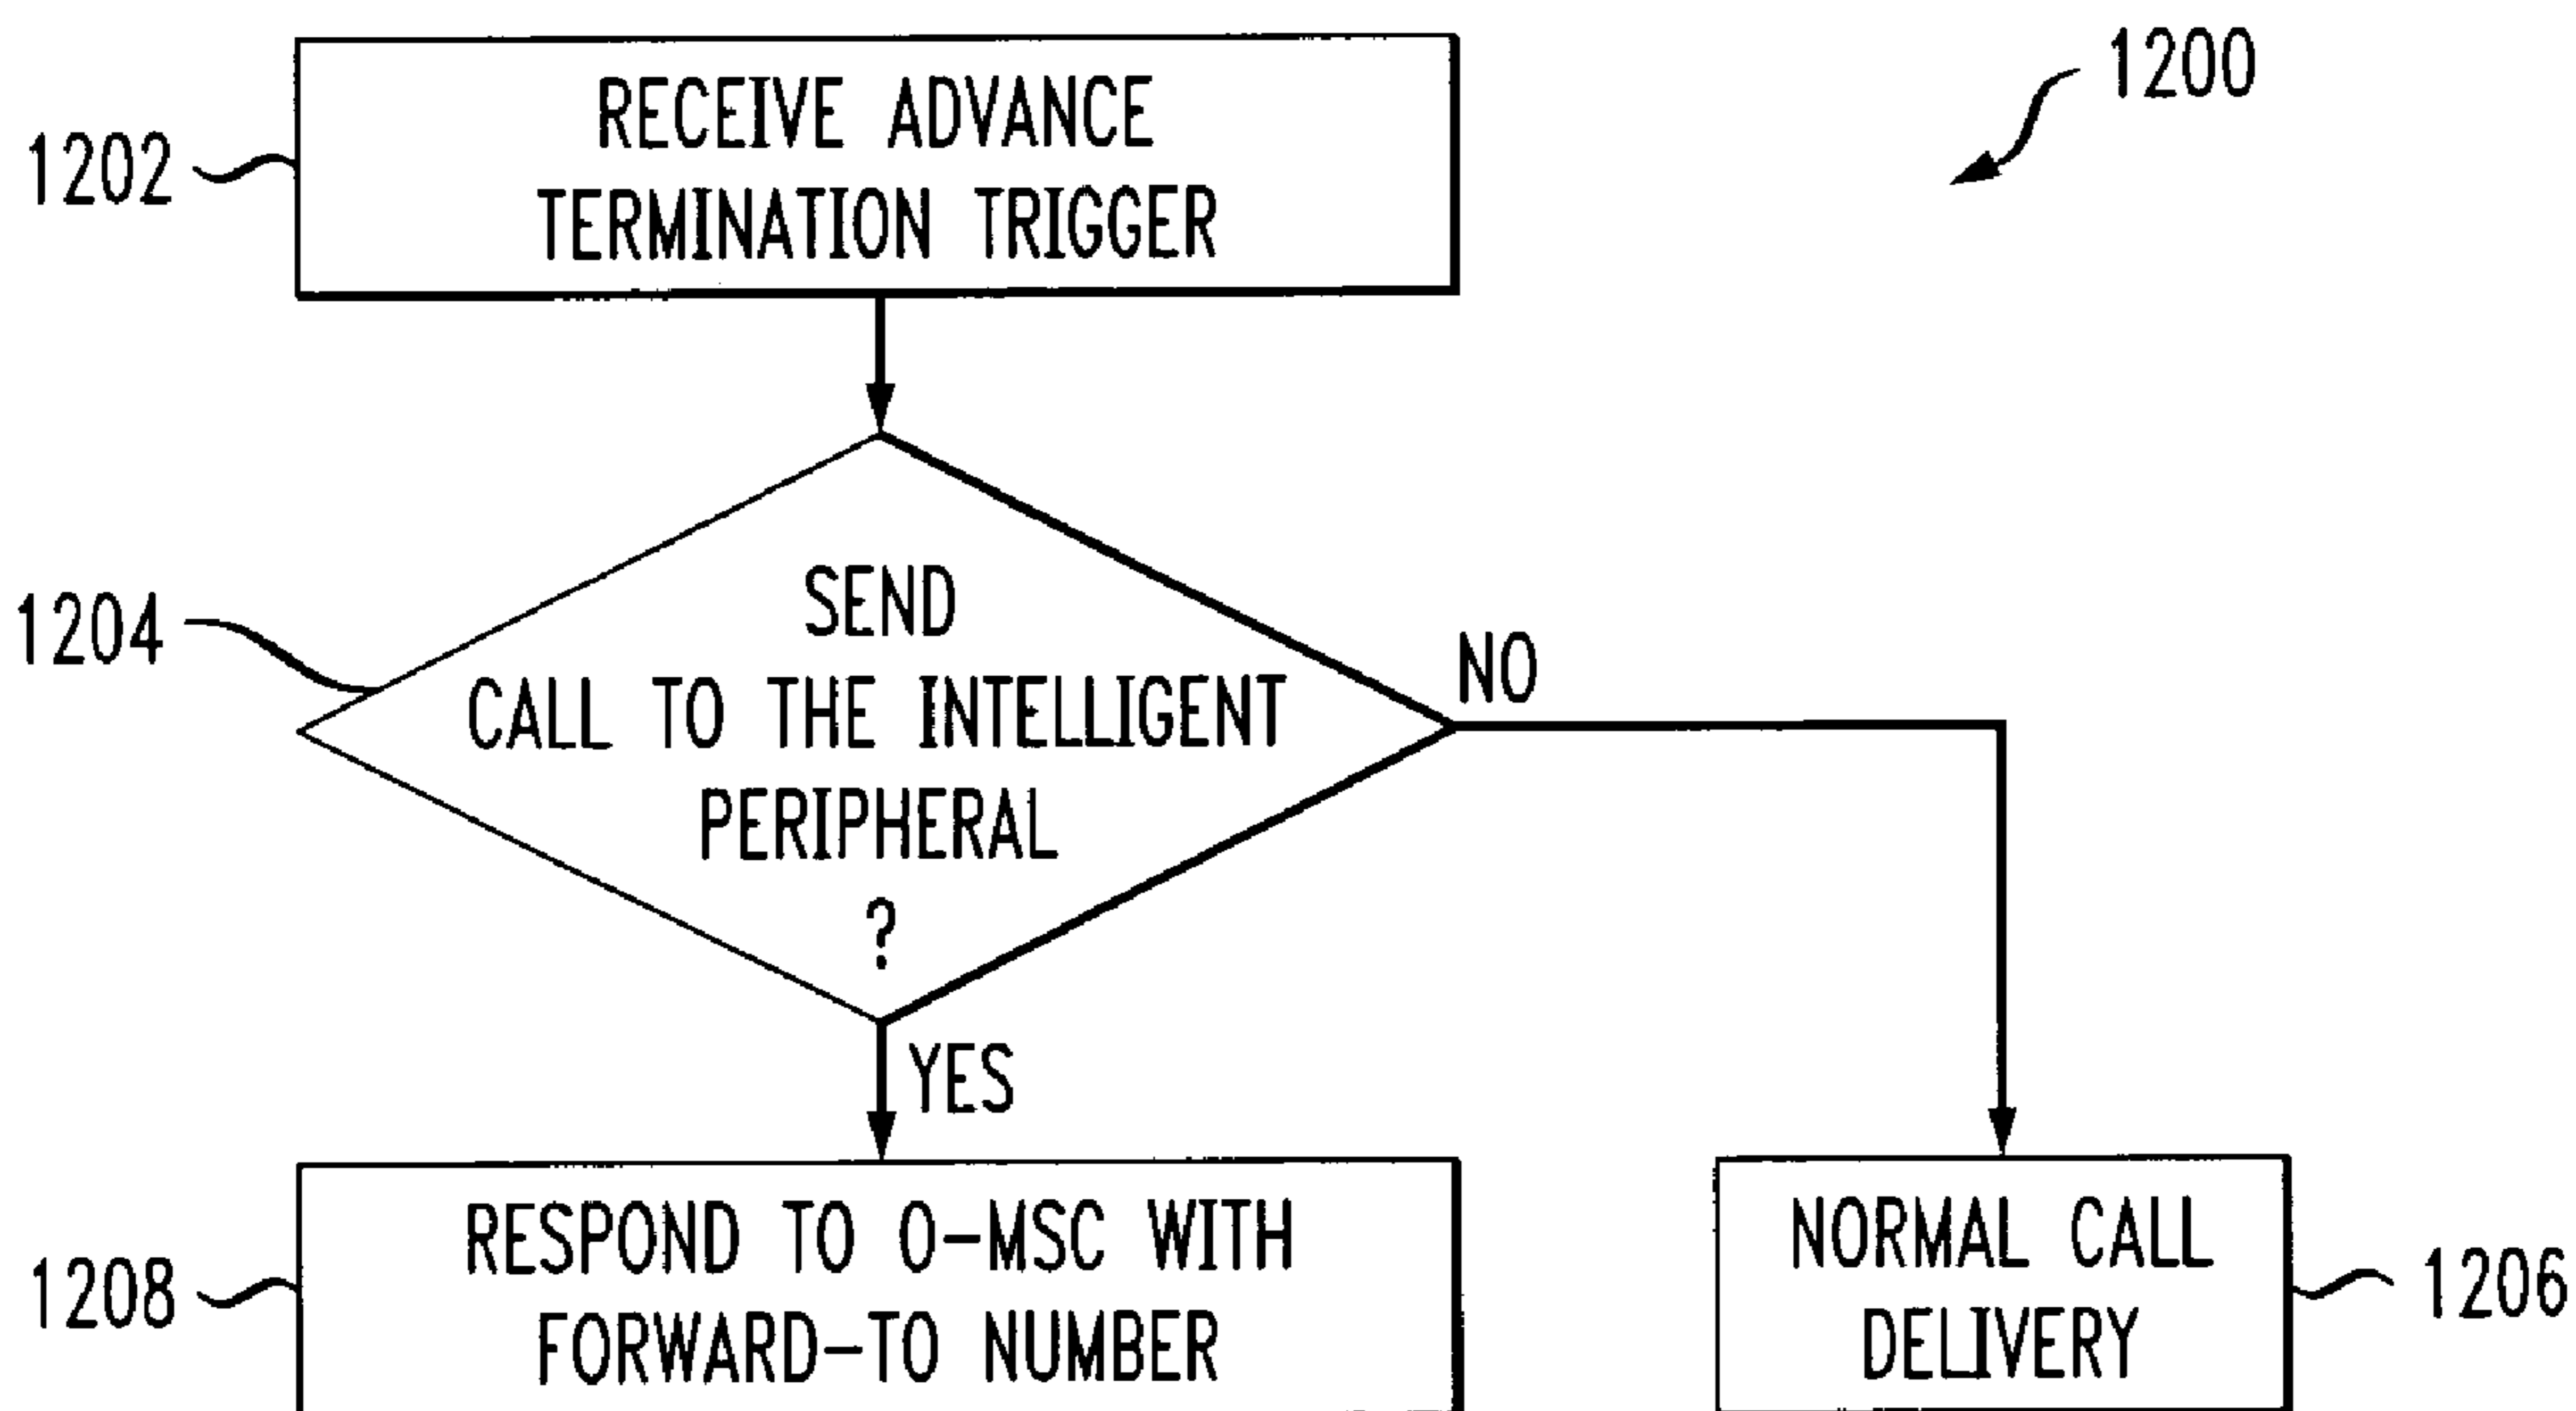 1200
1202
RECEIVE ADVANCE
TERMINATION TRIGGER
1204
SEND
CALL TO THE INTELLIGENT
PERIPHERAL
?
NO
YES
1208
RESPOND TO O-MSC WITH
FORWARD-TO NUMBER
NORMAL CALL
DELIVERY
1206